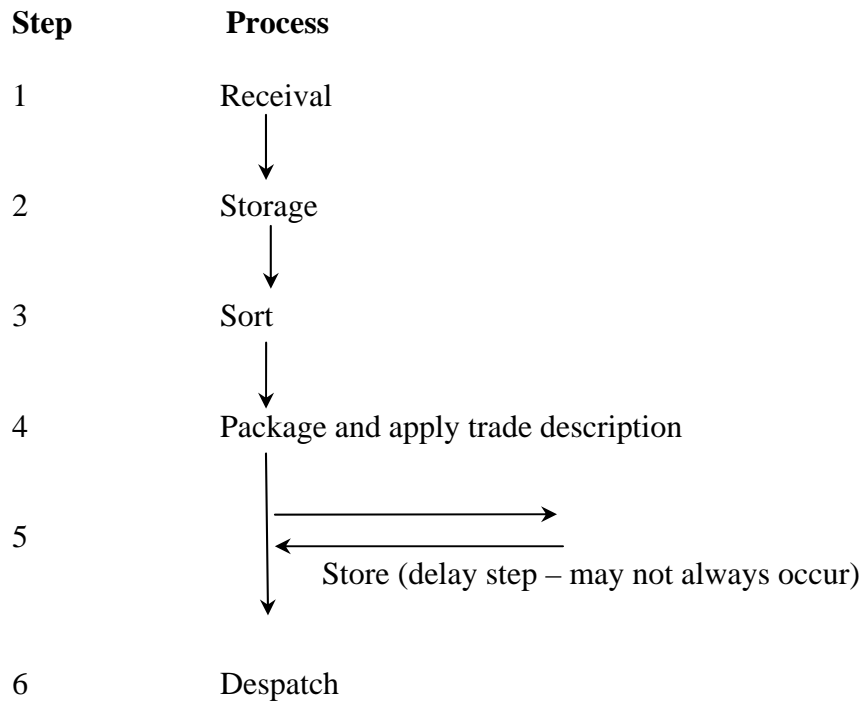 Step Process
1 Receival
2 Storage
3 Sort
4 Package and apply trade description
5
Store (delay step – may not always occur)
6 Despatch